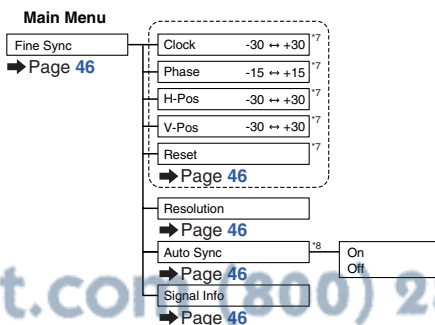 Main Menu
Fine Sync
➡Page 46
Clock -30 ↔ +30 *7
Phase -15 ↔ +15 *7
H-Pos -30 ↔ +30 *7
V-Pos -30 ↔ +30 *7
Reset *7
➡Page 46
Resolution
➡Page 46
Auto Sync *8
On
Off
➡Page 46
Signal Info
➡Page 46
t.com (800) 2